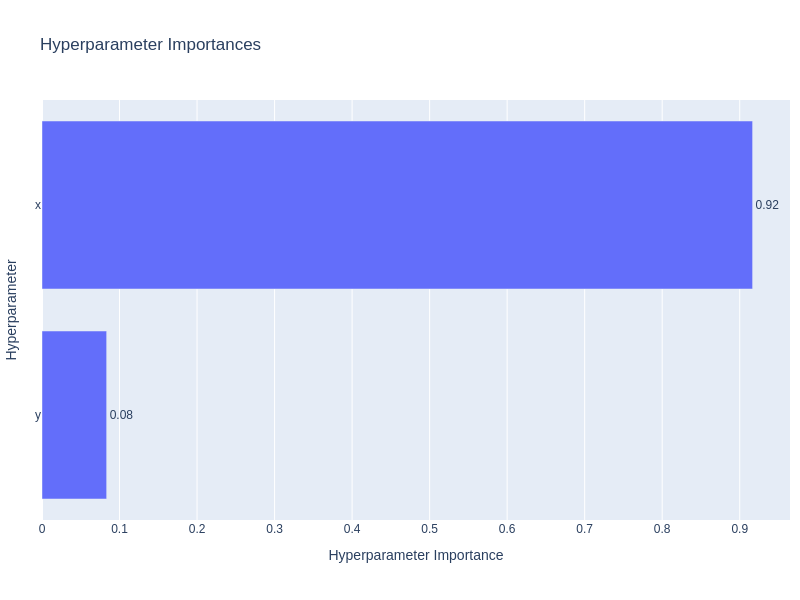 Hyperparameter Importances
Hyperparameter
x
0.92
y
0.08
0 0.1 0.2 0.3 0.4 0.5 0.6 0.7 0.8 0.9
Hyperparameter Importance